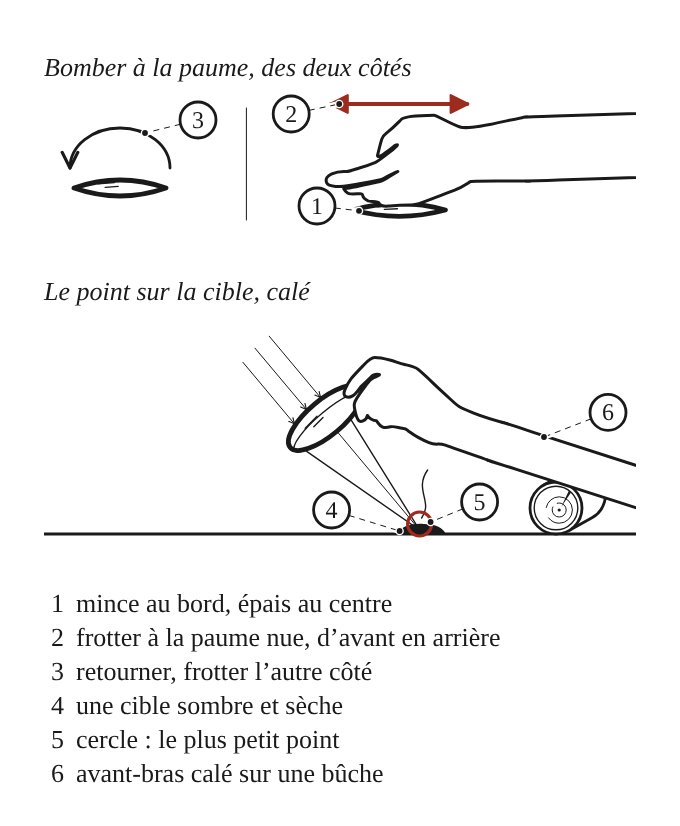 Bomber à la paume, des deux côtés
3
2
1
Le point sur la cible, calé
6
5
4
1 mince au bord, épais au centre
2 frotter à la paume nue, d’avant en arrière
3 retourner, frotter l’autre côté
4 une cible sombre et sèche
5 cercle : le plus petit point
6 avant-bras calé sur une bûche